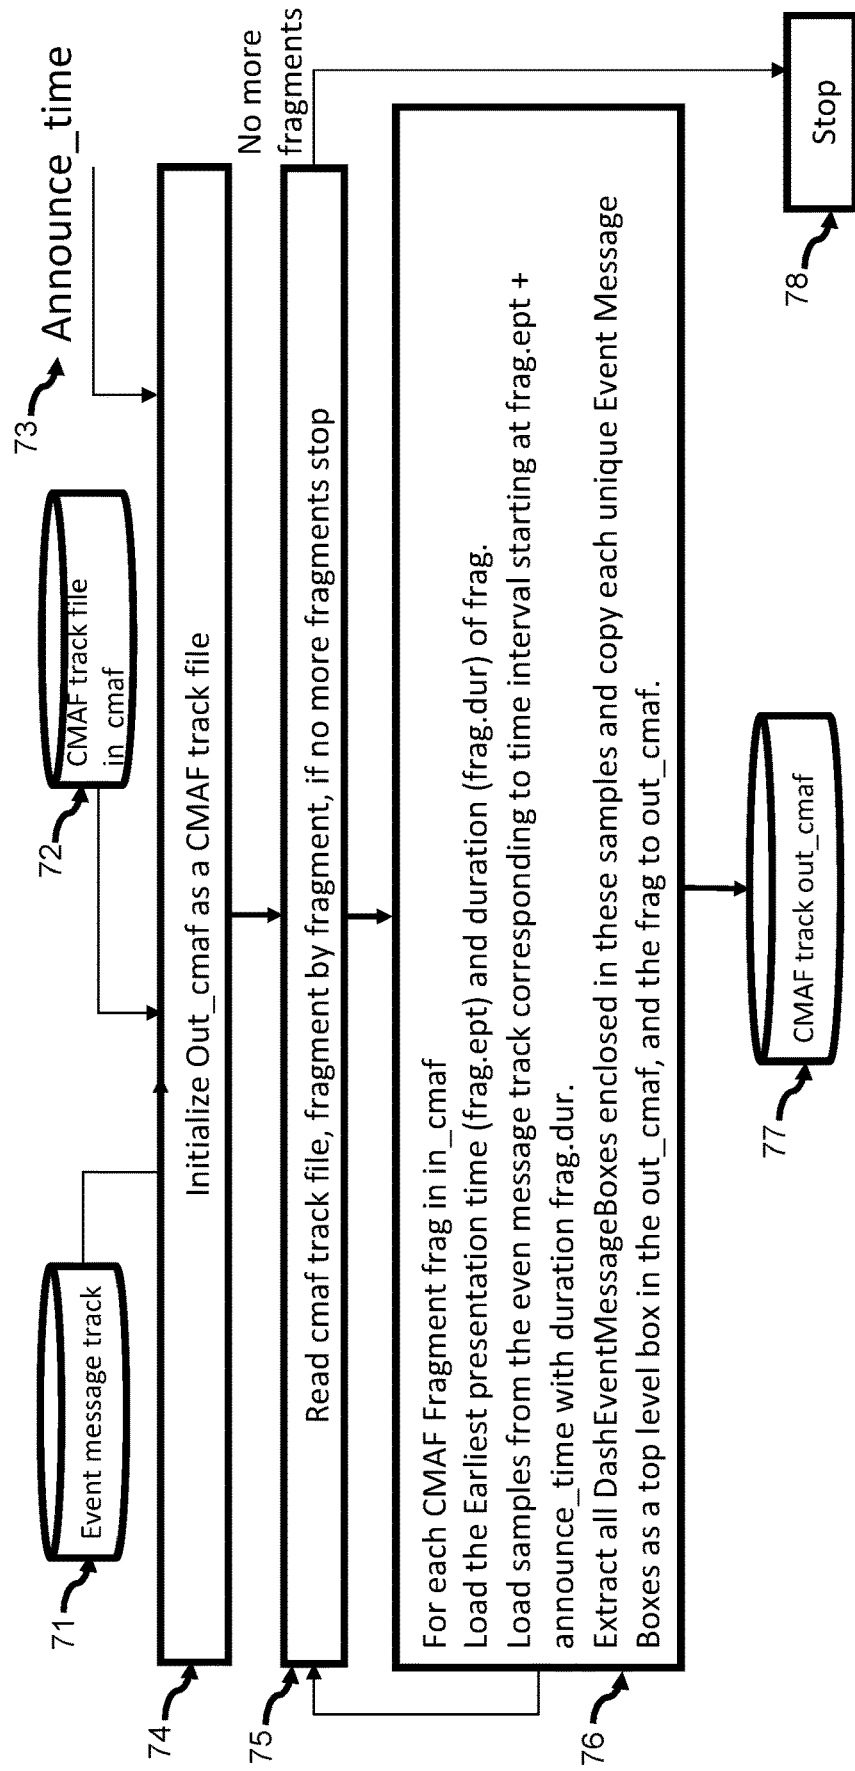 71
Event message track
72
CMAF track file
in_cmaf
73
Announce_time
74
Initialize Out_cmaf as a CMAF track file
75
Read cmaf track file, fragment by fragment, if no more fragments stop
No more
fragments
76
For each CMAF Fragment frag in in_cmaf
Load the Earliest presentation time (frag.ept) and duration (frag.dur) of frag.
Load samples from the even message track corresponding to time interval starting at frag.ept +
announce_time with duration frag.dur.
Extract all DashEventMessageBoxes enclosed in these samples and copy each unique Event Message
Boxes as a top level box in the out_cmaf, and the frag to out_cmaf.
77
CMAF track out_cmaf
78
Stop